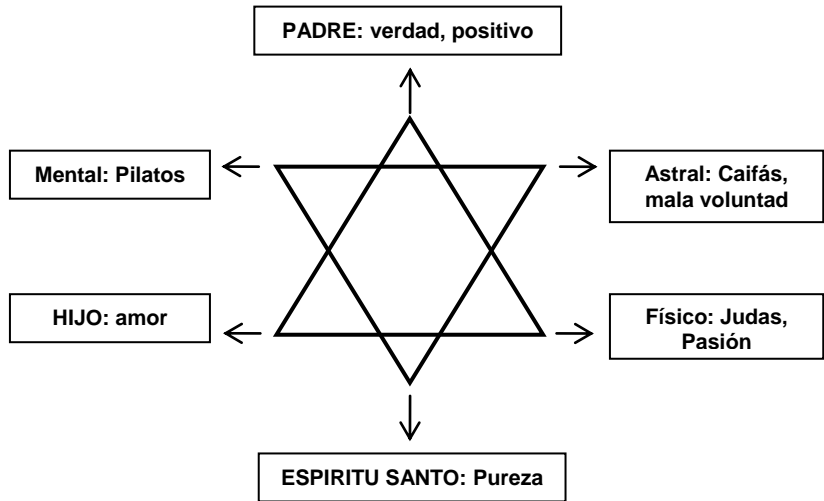 PADRE: verdad, positivo
Mental: Pilatos
Astral: Caifás,
mala voluntad
HIJO: amor
Físico: Judas,
Pasión
ESPIRITU SANTO: Pureza